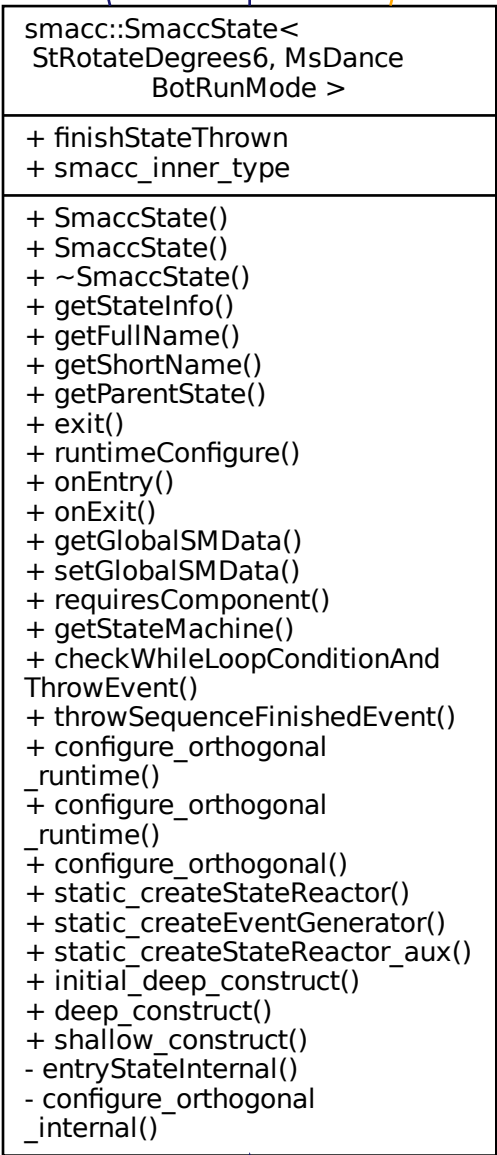 smacc::SmaccState<
StRotateDegrees6, MsDance
BotRunMode >
+ finishStateThrown
+ smacc_inner_type
+ SmaccState()
+ SmaccState()
+ ~SmaccState()
+ getStateInfo()
+ getFullName()
+ getShortName()
+ getParentState()
+ exit()
+ runtimeConfigure()
+ onEntry()
+ onExit()
+ getGlobalSMData()
+ setGlobalSMData()
+ requiresComponent()
+ getStateMachine()
+ checkWhileLoopConditionAnd
ThrowEvent()
+ throwSequenceFinishedEvent()
+ configure_orthogonal
_runtime()
+ configure_orthogonal
_runtime()
+ configure_orthogonal()
+ static_createStateReactor()
+ static_createEventGenerator()
+ static_createStateReactor_aux()
+ initial_deep_construct()
+ deep_construct()
+ shallow_construct()
- entryStateInternal()
- configure_orthogonal
_internal()